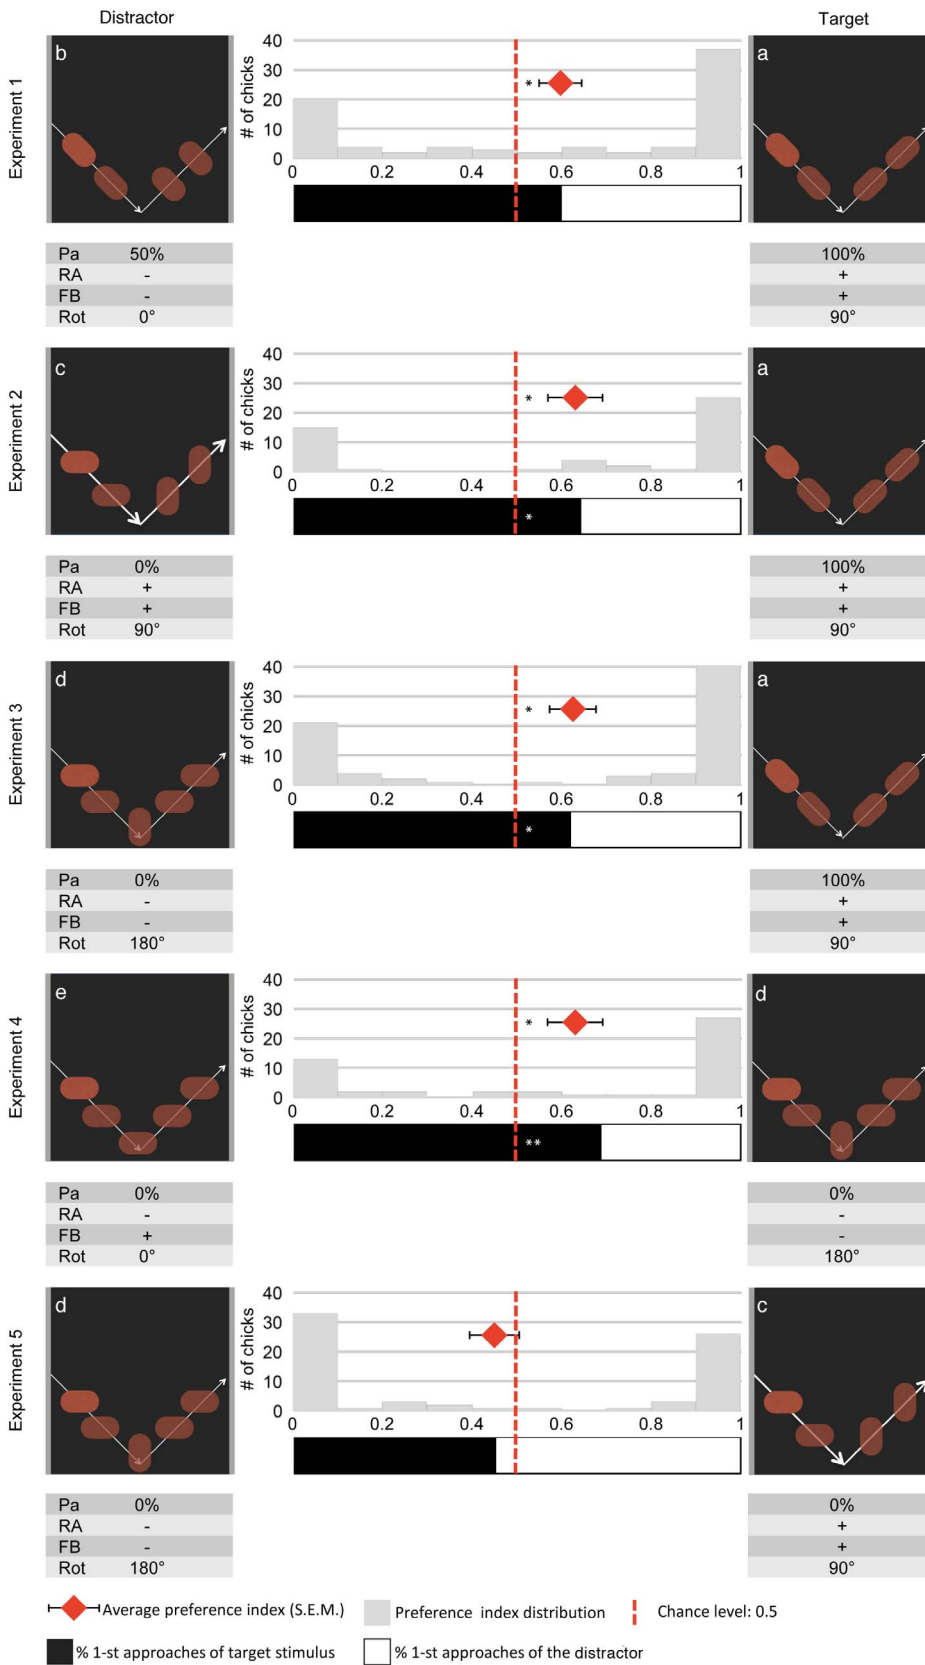 Distractor
Target
Experiment 1
b
# of chicks
40
30
20
10
0
*
0 0.2 0.4 0.6 0.8 1
a
Pa 50%
RA -
FB -
Rot 0°
100%
+
+
90°
Experiment 2
c
# of chicks
40
30
20
10
0
*
0 0.2 0.4 0.6 0.8 1
*
a
Pa 0%
RA +
FB +
Rot 90°
100%
+
+
90°
Experiment 3
d
# of chicks
40
30
20
10
0
*
0 0.2 0.4 0.6 0.8 1
*
a
Pa 0%
RA -
FB -
Rot 180°
100%
+
+
90°
Experiment 4
e
# of chicks
40
30
20
10
0
*
0 0.2 0.4 0.6 0.8 1
**
d
Pa 0%
RA -
FB +
Rot 0°
0%
-
-
180°
Experiment 5
d
# of chicks
40
30
20
10
0
0 0.2 0.4 0.6 0.8 1
c
Pa 0%
RA -
FB -
Rot 180°
0%
+
+
90°
Average preference index (S.E.M.) Preference index distribution Chance level: 0.5
% 1-st approaches of target stimulus % 1-st approaches of the distractor